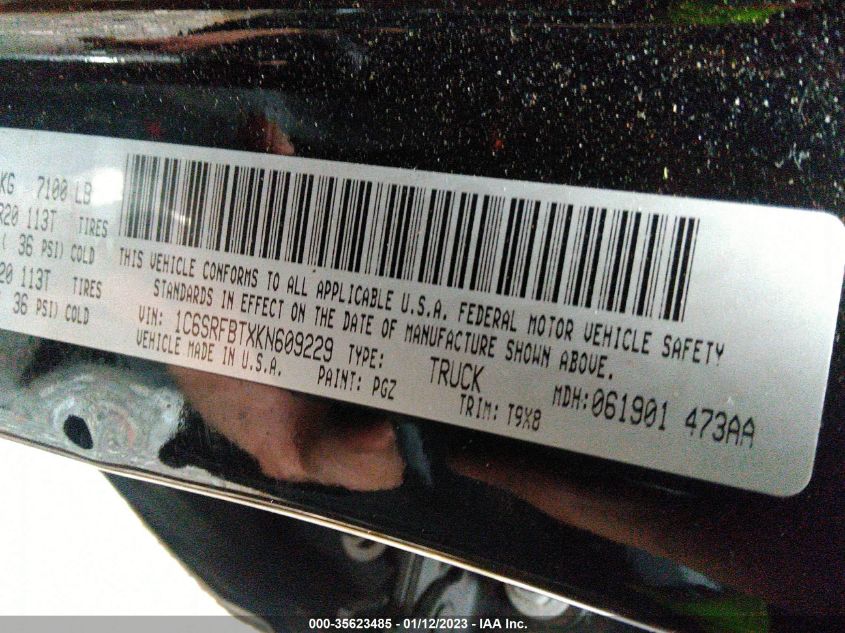 KG 7100 LB
R20 113T TIRES
( 36 PSI) COLD
20 113T TIRES
36 PSI) COLD
THIS VEHICLE CONFORMS TO ALL APPLICABLE U.S.A. FEDERAL MOTOR VEHICLE SAFETY
STANDARDS IN EFFECT ON THE DATE OF MANUFACTURE SHOWN ABOVE.
VIN: 1C6SRFBTXKN609229 TYPE: TRUCK MDH:061901 473AA
VEHICLE MADE IN U.S.A. PAINT: PGZ TRIM: T9X8
000-35623485 - 01/12/2023 - IAA Inc.